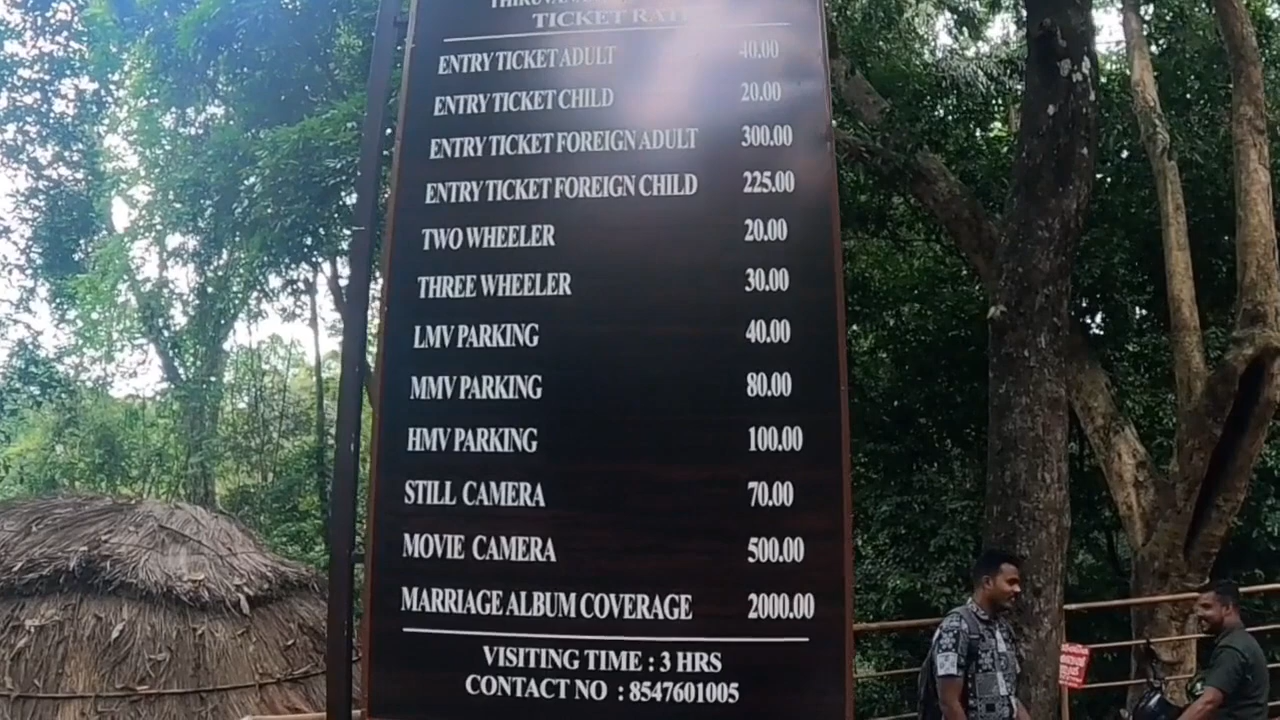 TICKET RATE
ENTRY TICKET ADULT 40.00
ENTRY TICKET CHILD 20.00
ENTRY TICKET FOREIGN ADULT 300.00
ENTRY TICKET FOREIGN CHILD 225.00
TWO WHEELER 20.00
THREE WHEELER 30.00
LMV PARKING 40.00
MMV PARKING 80.00
HMV PARKING 100.00
STILL CAMERA 70.00
MOVIE CAMERA 500.00
MARRIAGE ALBUM COVERAGE 2000.00
VISITING TIME : 3 HRS
CONTACT NO : 8547601005